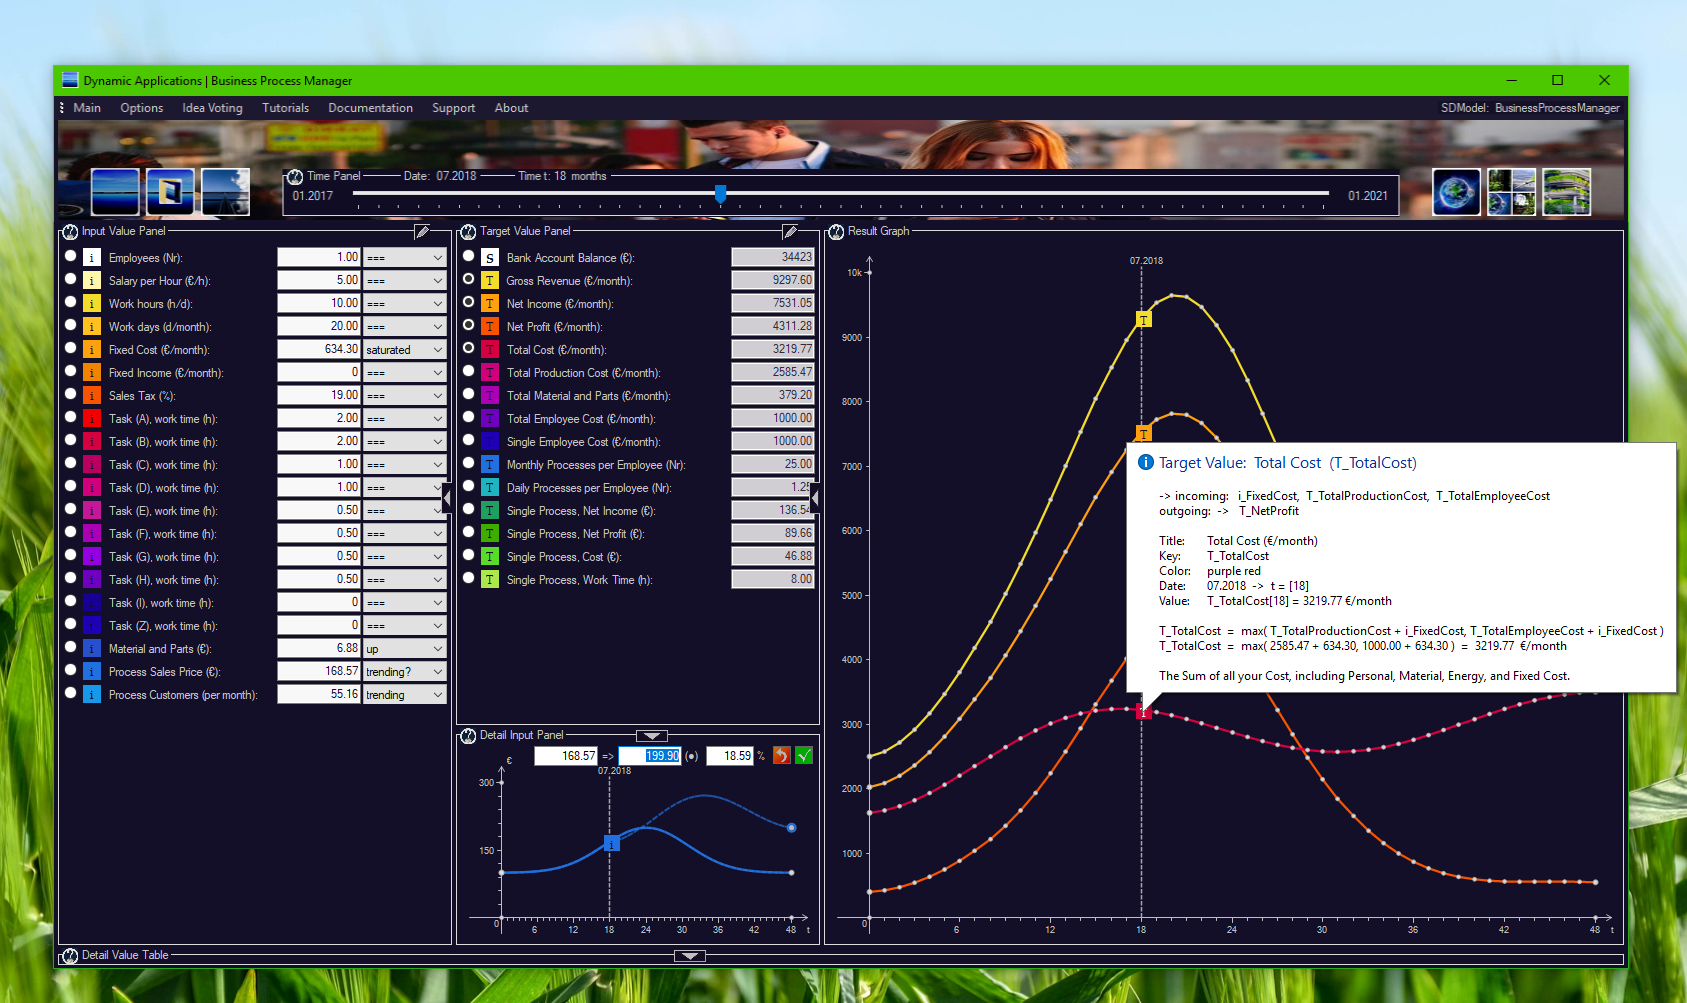 Dynamic Applications | Business Process Manager
Main Options Idea Voting Tutorials Documentation Support About SDModel: BusinessProcessManager
Time Panel Date: 07.2018 Time t: 18 months
01.2017 01.2021
Input Value Panel
Employees (Nr): 1.00 ===
Salary per Hour (€/h): 5.00 ===
Work hours (h/d): 10.00 ===
Work days (d/month): 20.00 ===
Fixed Cost (€/month): 634.30 saturated
Fixed Income (€/month): 0 ===
Sales Tax (%): 19.00 ===
Task (A), work time (h): 2.00 ===
Task (B), work time (h): 2.00 ===
Task (C), work time (h): 1.00 ===
Task (D), work time (h): 1.00 ===
Task (E), work time (h): 0.50 ===
Task (F), work time (h): 0.50 ===
Task (G), work time (h): 0.50 ===
Task (H), work time (h): 0.50 ===
Task (I), work time (h): 0 ===
Task (Z), work time (h): 0 ===
Material and Parts (€): 6.88 up
Process Sales Price (€): 168.57 trending?
Process Customers (per month): 55.16 trending
Target Value Panel
S Bank Account Balance (€): 34423
T Gross Revenue (€/month): 9297.60
T Net Income (€/month): 7531.05
T Net Profit (€/month): 4311.28
T Total Cost (€/month): 3219.77
T Total Production Cost (€/month): 2585.47
T Total Material and Parts (€/month): 379.20
T Total Employee Cost (€/month): 1000.00
T Single Employee Cost (€/month): 1000.00
T Monthly Processes per Employee (Nr): 25.00
T Daily Processes per Employee (Nr): 1.25
T Single Process, Net Income (€): 136.54
T Single Process, Net Profit (€): 89.66
T Single Process, Cost (€): 46.88
T Single Process, Work Time (h): 8.00
Detail Input Panel
168.57 => 199.90 (●) 18.59 %
€ 07.2018
300
150
0
6 12 18 24 30 36 42 48 t
Result Graph
07.2018
10k
9000
8000
7000
6000
5000
4000
3000
2000
1000
0
6 12 18 24 30 36 42 48 t
Target Value: Total Cost (T_TotalCost)
-> incoming: i_FixedCost, T_TotalProductionCost, T_TotalEmployeeCost
outgoing: -> T_NetProfit
Title: Total Cost (€/month)
Key: T_TotalCost
Color: purple red
Date: 07.2018 -> t = [18]
Value: T_TotalCost[18] = 3219.77 €/month
T_TotalCost = max( T_TotalProductionCost + i_FixedCost, T_TotalEmployeeCost + i_FixedCost )
T_TotalCost = max( 2585.47 + 634.30, 1000.00 + 634.30 ) = 3219.77 €/month
The Sum of all your Cost, including Personal, Material, Energy, and Fixed Cost.
Detail Value Table